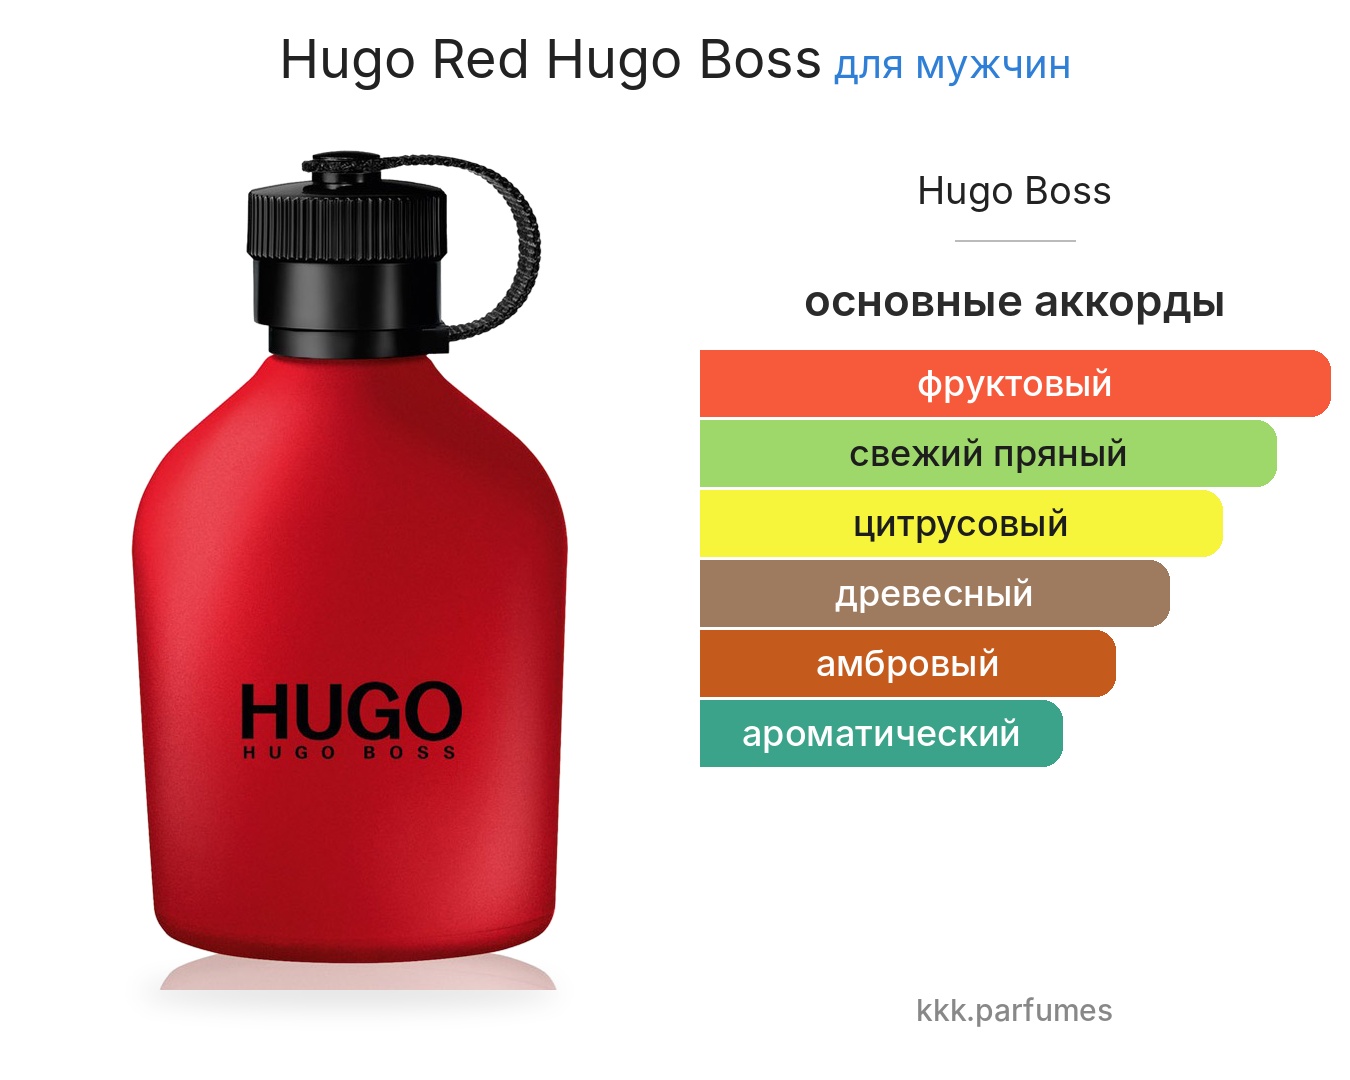 Hugo Red Hugo Boss для мужчин
Hugo Boss
основные аккорды
фруктовый
свежий пряный
цитрусовый
древесный
амбровый
ароматический
HUGO
HUGO BOSS
kkk.parfumes